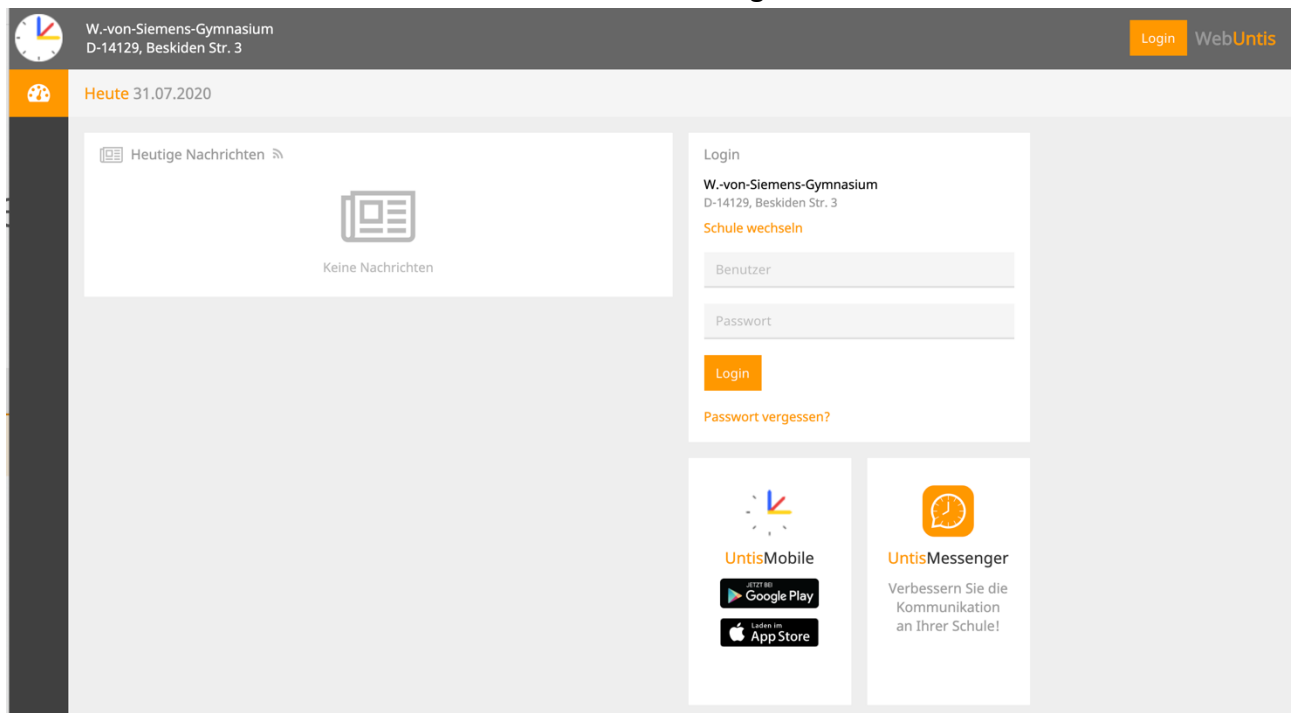 W.-von-Siemens-Gymnasium
D-14129, Beskiden Str. 3
Login
WebUntis
Heute 31.07.2020
Heutige Nachrichten
Keine Nachrichten
Login
W.-von-Siemens-Gymnasium
D-14129, Beskiden Str. 3
Schule wechseln
Benutzer
Passwort
Login
Passwort vergessen?
UntisMobile
JETZT BEI
Google Play
Laden im
App Store
UntisMessenger
Verbessern Sie die
Kommunikation
an Ihrer Schule!